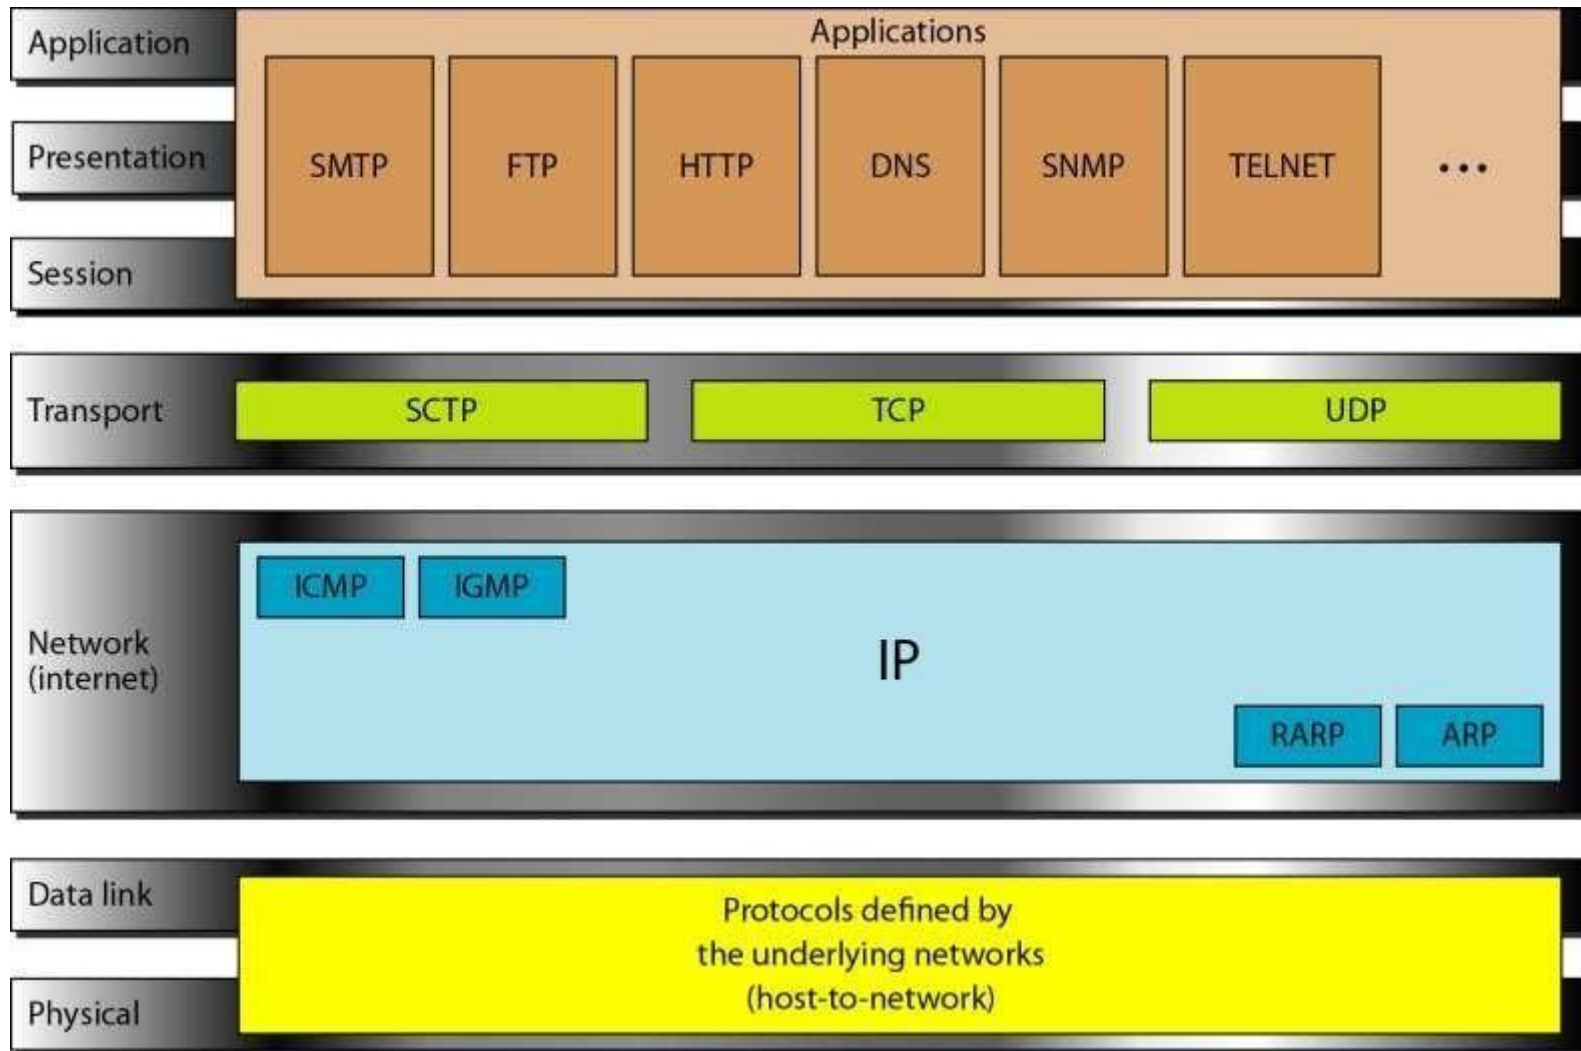 Application
Applications
Presentation
SMTP
FTP
HTTP
DNS
SNMP
TELNET
...
Session
Transport
SCTP
TCP
UDP
Network
(internet)
ICMP
IGMP
IP
RARP
ARP
Data link
Physical
Protocols defined by
the underlying networks
(host-to-network)